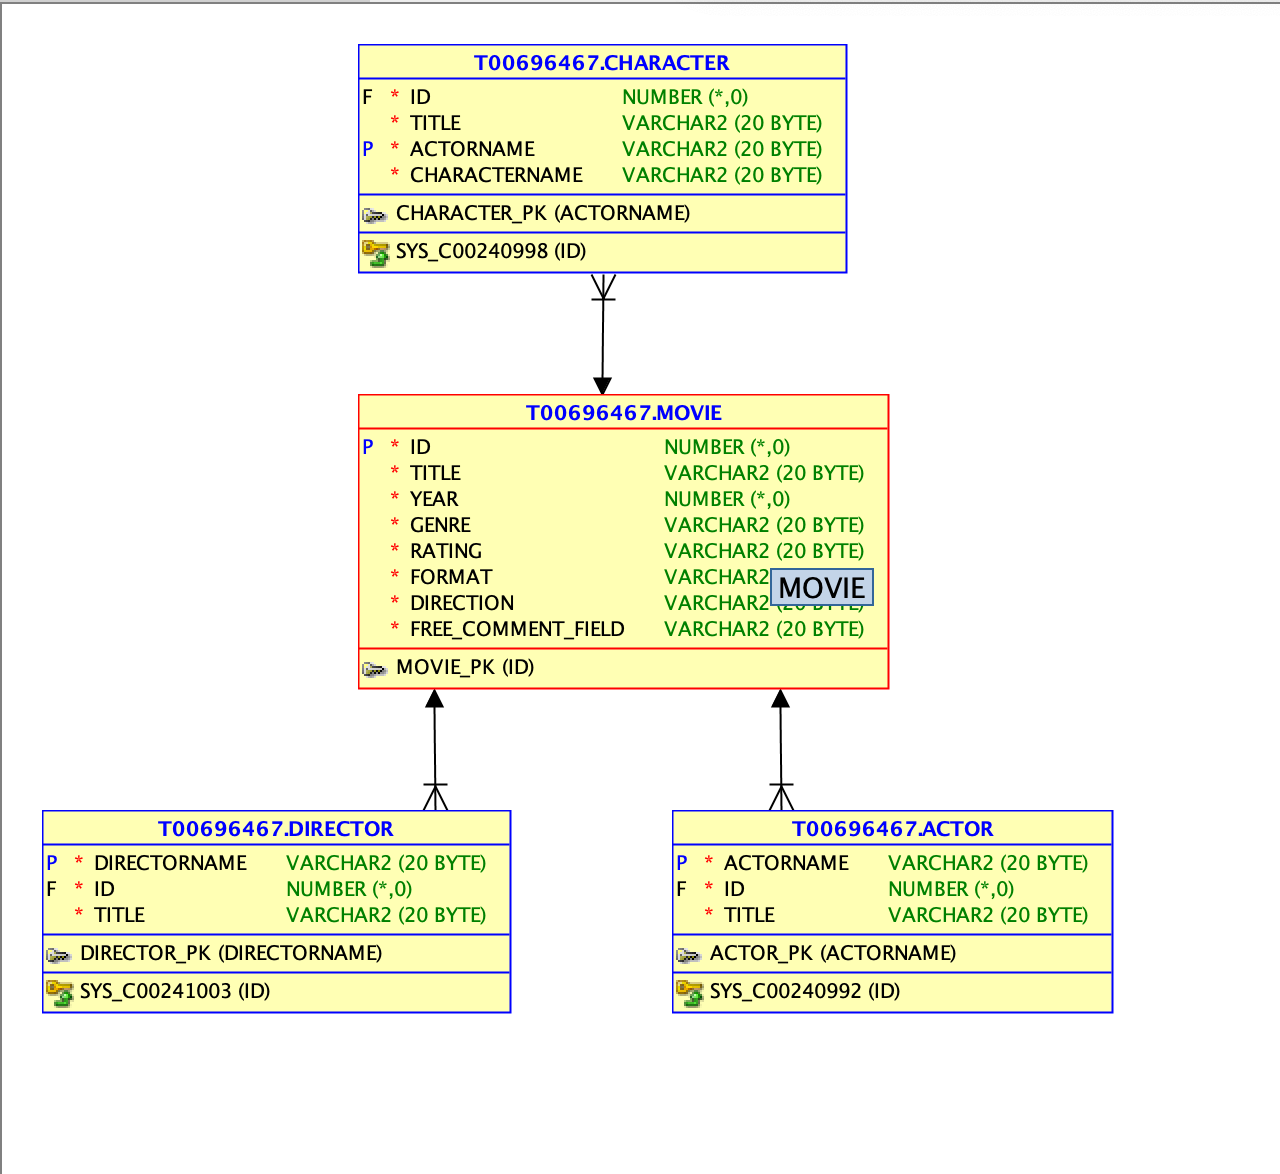 T00696467.CHARACTER
F * ID NUMBER (*,0)
* TITLE VARCHAR2 (20 BYTE)
P * ACTORNAME VARCHAR2 (20 BYTE)
* CHARACTERNAME VARCHAR2 (20 BYTE)
CHARACTER_PK (ACTORNAME)
SYS_C00240998 (ID)
T00696467.MOVIE
P * ID NUMBER (*,0)
* TITLE VARCHAR2 (20 BYTE)
* YEAR NUMBER (*,0)
* GENRE VARCHAR2 (20 BYTE)
* RATING VARCHAR2 (20 BYTE)
* FORMAT VARCHAR2
MOVIE
* DIRECTION VARCHAR2 (20 BYTE)
* FREE_COMMENT_FIELD VARCHAR2 (20 BYTE)
MOVIE_PK (ID)
T00696467.DIRECTOR
P * DIRECTORNAME VARCHAR2 (20 BYTE)
F * ID NUMBER (*,0)
* TITLE VARCHAR2 (20 BYTE)
DIRECTOR_PK (DIRECTORNAME)
SYS_C00241003 (ID)
T00696467.ACTOR
P * ACTORNAME VARCHAR2 (20 BYTE)
F * ID NUMBER (*,0)
* TITLE VARCHAR2 (20 BYTE)
ACTOR_PK (ACTORNAME)
SYS_C00240992 (ID)